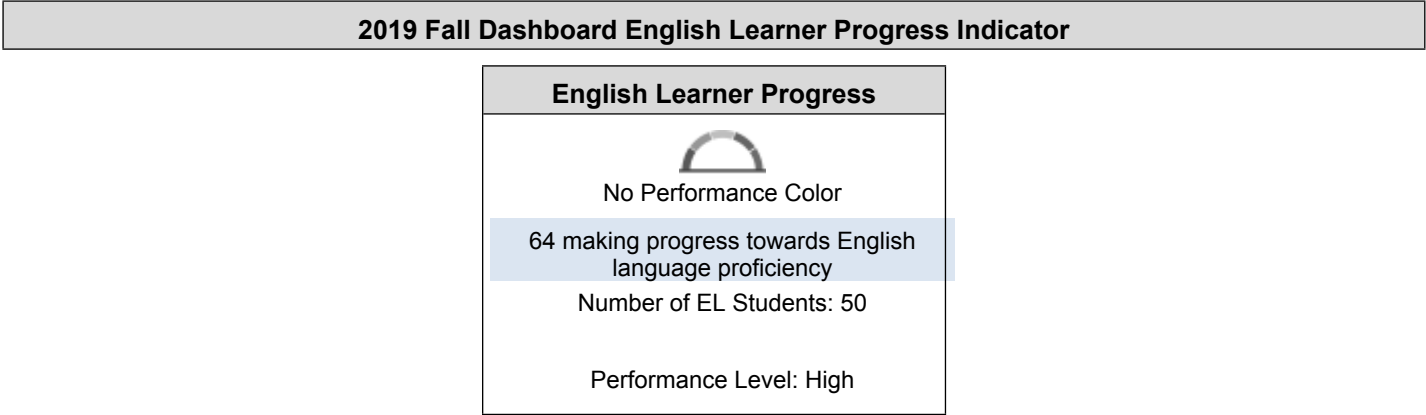 2019 Fall Dashboard English Learner Progress Indicator
English Learner Progress
No Performance Color
64 making progress towards English
language proficiency
Number of EL Students: 50
Performance Level: High